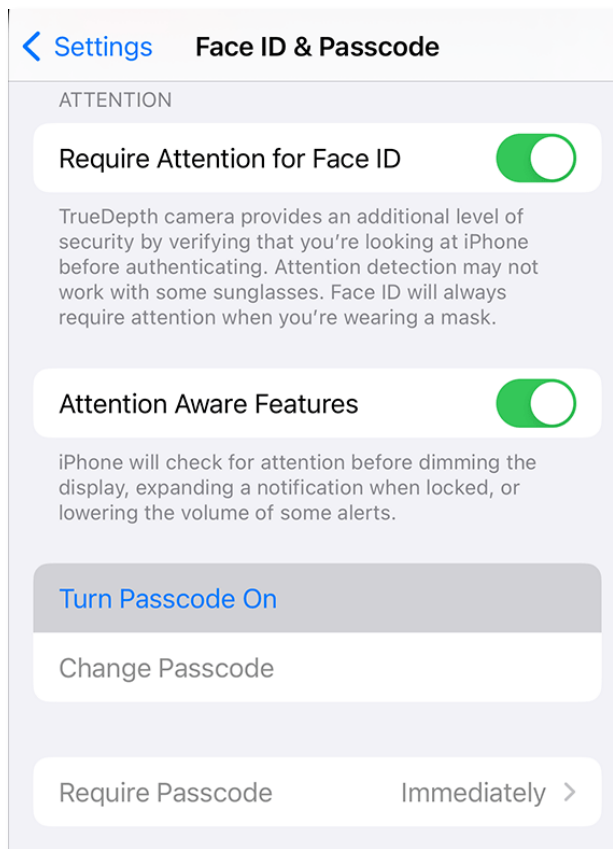 Settings
Face ID & Passcode
ATTENTION
Require Attention for Face ID
TrueDepth camera provides an additional level of
security by verifying that you’re looking at iPhone
before authenticating. Attention detection may not
work with some sunglasses. Face ID will always
require attention when you’re wearing a mask.
Attention Aware Features
iPhone will check for attention before dimming the
display, expanding a notification when locked, or
lowering the volume of some alerts.
Turn Passcode On
Change Passcode
Require Passcode
Immediately